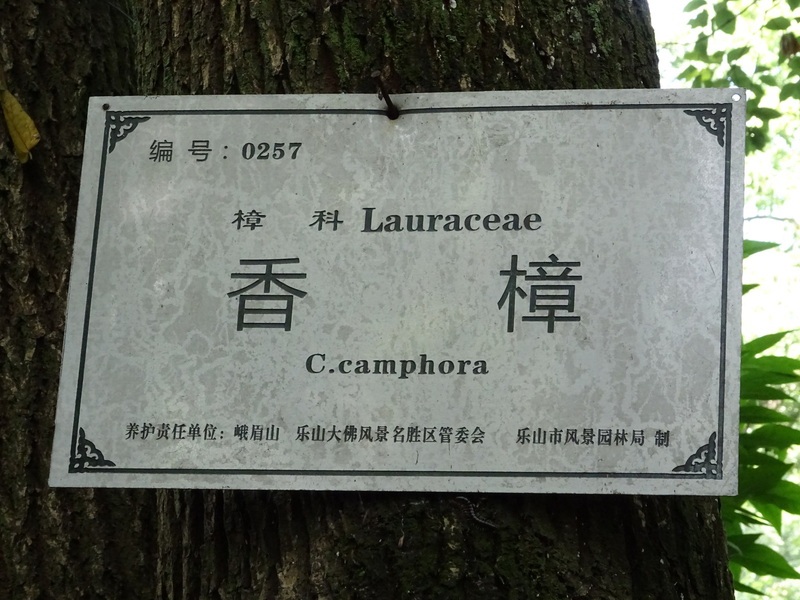 编号：0257
樟 科 Lauraceae
香 樟
C.camphora
养护责任单位：峨眉山 乐山大佛风景名胜区管委会 乐山市风景园林局 制